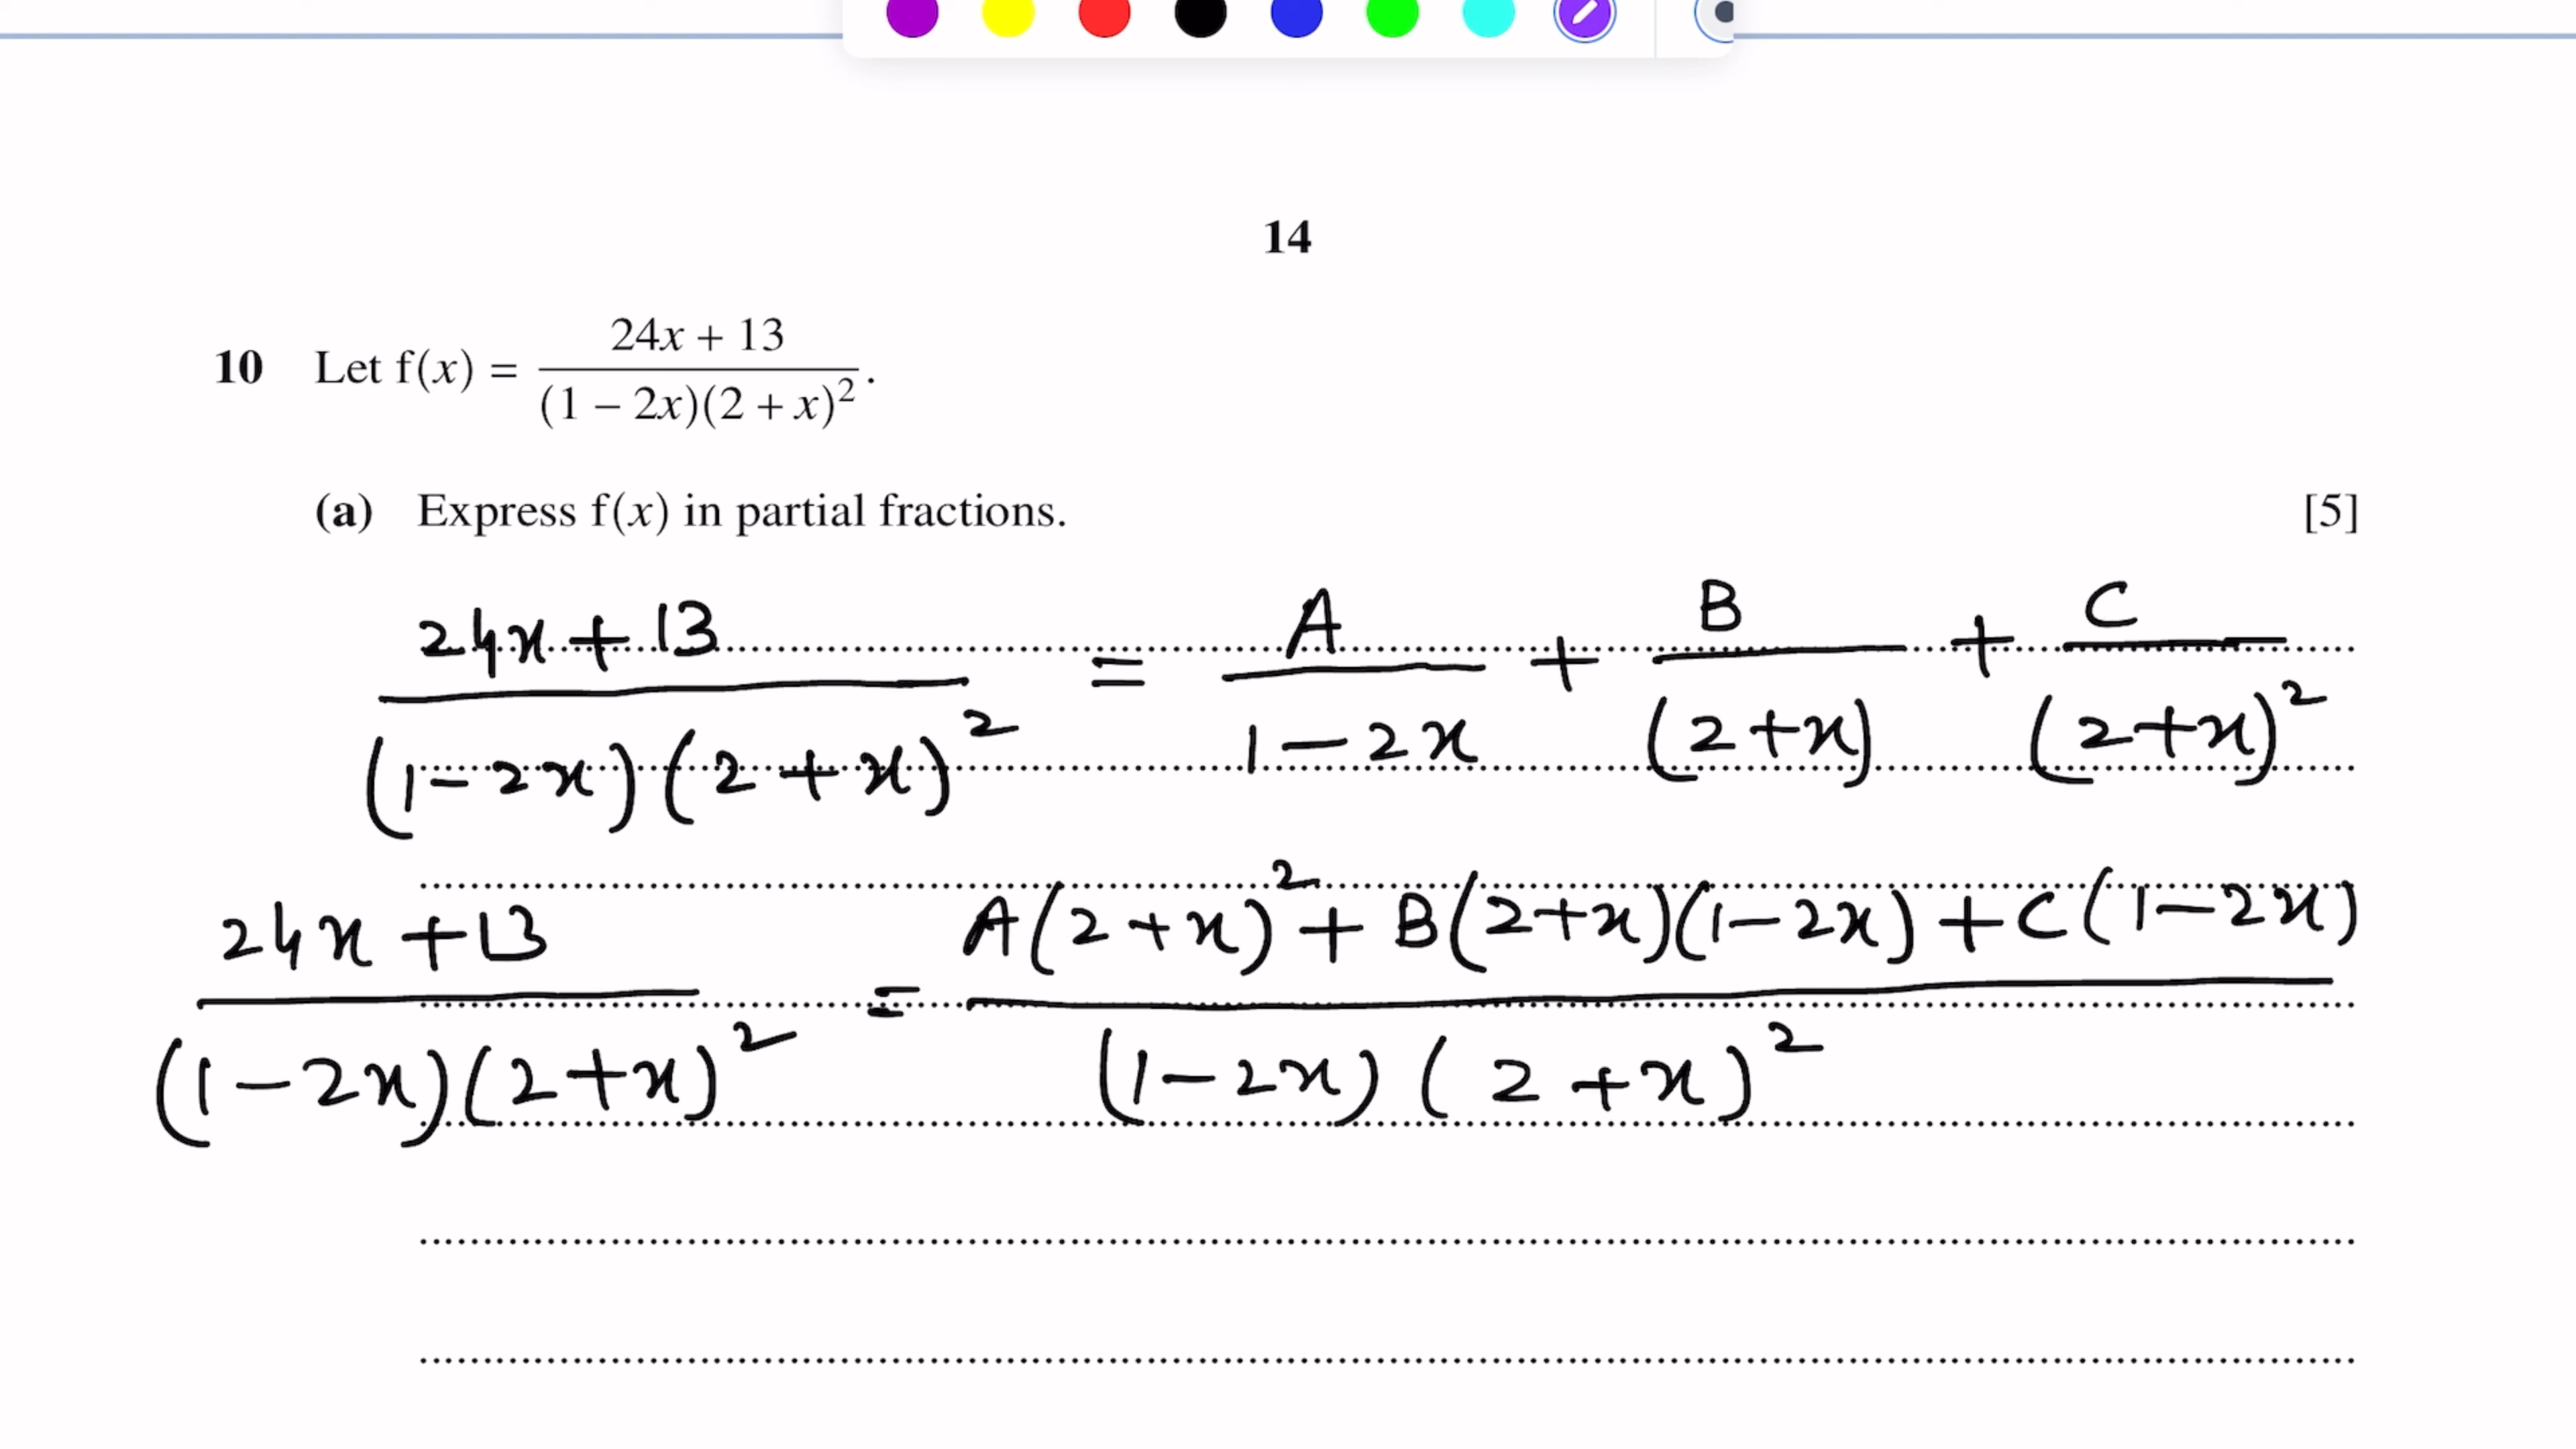 14
10 Let f(x) = (24x + 13)/((1 − 2x)(2 + x)²).
(a) Express f(x) in partial fractions. [5]
(24x + 13)/((1−2x)(2+x)²) = A/(1−2x) + B/((2+x)) + C/((2+x)²)
(24x+13)/((1−2x)(2+x)²) = (A(2+x)² + B(2+x)(1−2x) + C(1−2x))/((1−2x)(2+x)²)